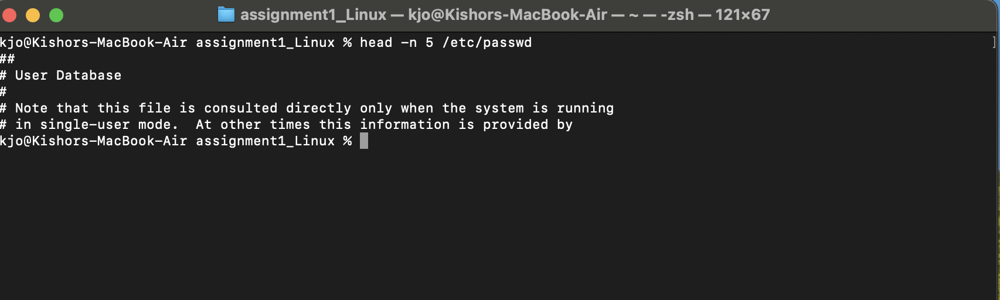 assignment1_Linux — kjo@Kishors-MacBook-Air — ~ — -zsh — 121×67
kjo@Kishors-MacBook-Air assignment1_Linux % head -n 5 /etc/passwd ]
##
# User Database
#
# Note that this file is consulted directly only when the system is running
# in single-user mode.  At other times this information is provided by
kjo@Kishors-MacBook-Air assignment1_Linux %